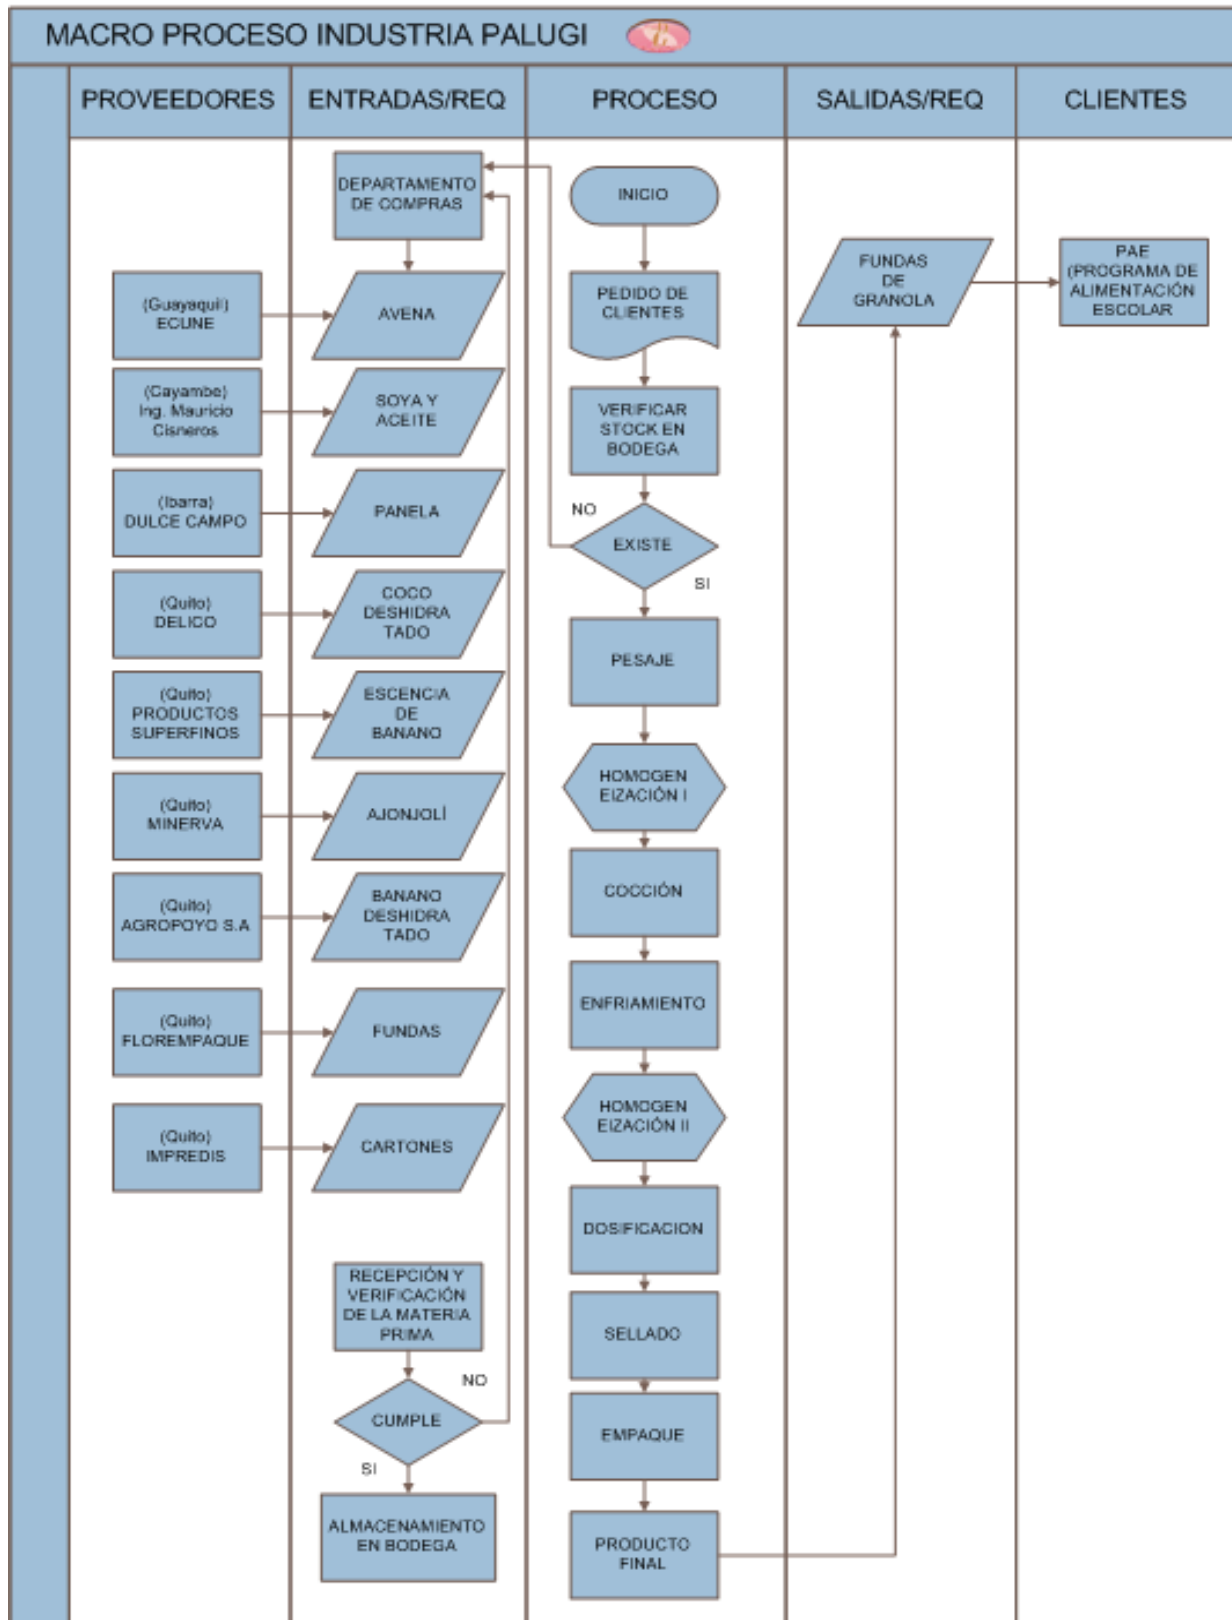 MACRO PROCESO INDUSTRIA PALUGI
PROVEEDORES
ENTRADAS/REQ
PROCESO
SALIDAS/REQ
CLIENTES
(Guayaquil)
ECUNE
(Cayambe)
Ing. Mauricio
Cisneros
(Ibarra)
DULCE CAMPO
(Quito)
DELICO
(Quito)
PRODUCTOS
SUPERFINOS
(Quito)
MINERVA
(Quito)
AGROPOYO S.A
(Quito)
FLOREMPAQUE
(Quito)
IMPREDIS
DEPARTAMENTO
DE COMPRAS
AVENA
SOYA Y
ACEITE
PANELA
COCO
DESHIDRA
TADO
ESCENCIA
DE
BANANO
AJONJOLÍ
BANANO
DESHIDRA
TADO
FUNDAS
CARTONES
RECEPCIÓN Y
VERIFICACIÓN
DE LA MATERIA
PRIMA
CUMPLE
NO
SI
ALMACENAMIENTO
EN BODEGA
INICIO
PEDIDO DE
CLIENTES
VERIFICAR
STOCK EN
BODEGA
NO
EXISTE
SI
PESAJE
HOMOGEN
EIZACIÓN I
COCCIÓN
ENFRIAMIENTO
HOMOGEN
EIZACIÓN II
DOSIFICACION
SELLADO
EMPAQUE
PRODUCTO
FINAL
FUNDAS
DE
GRANOLA
PAE
(PROGRAMA DE
ALIMENTACIÓN
ESCOLAR